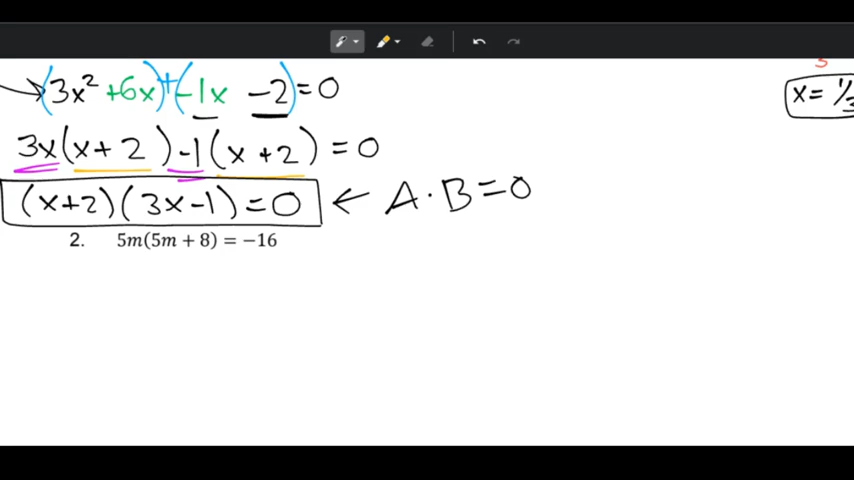 (3x² +6x)+(-1x -2)=0
3x(x+2)-1(x+2)=0
(x+2)(3x-1)=0 ← A·B=0
x= 1/3
2. 5m(5m + 8) = −16